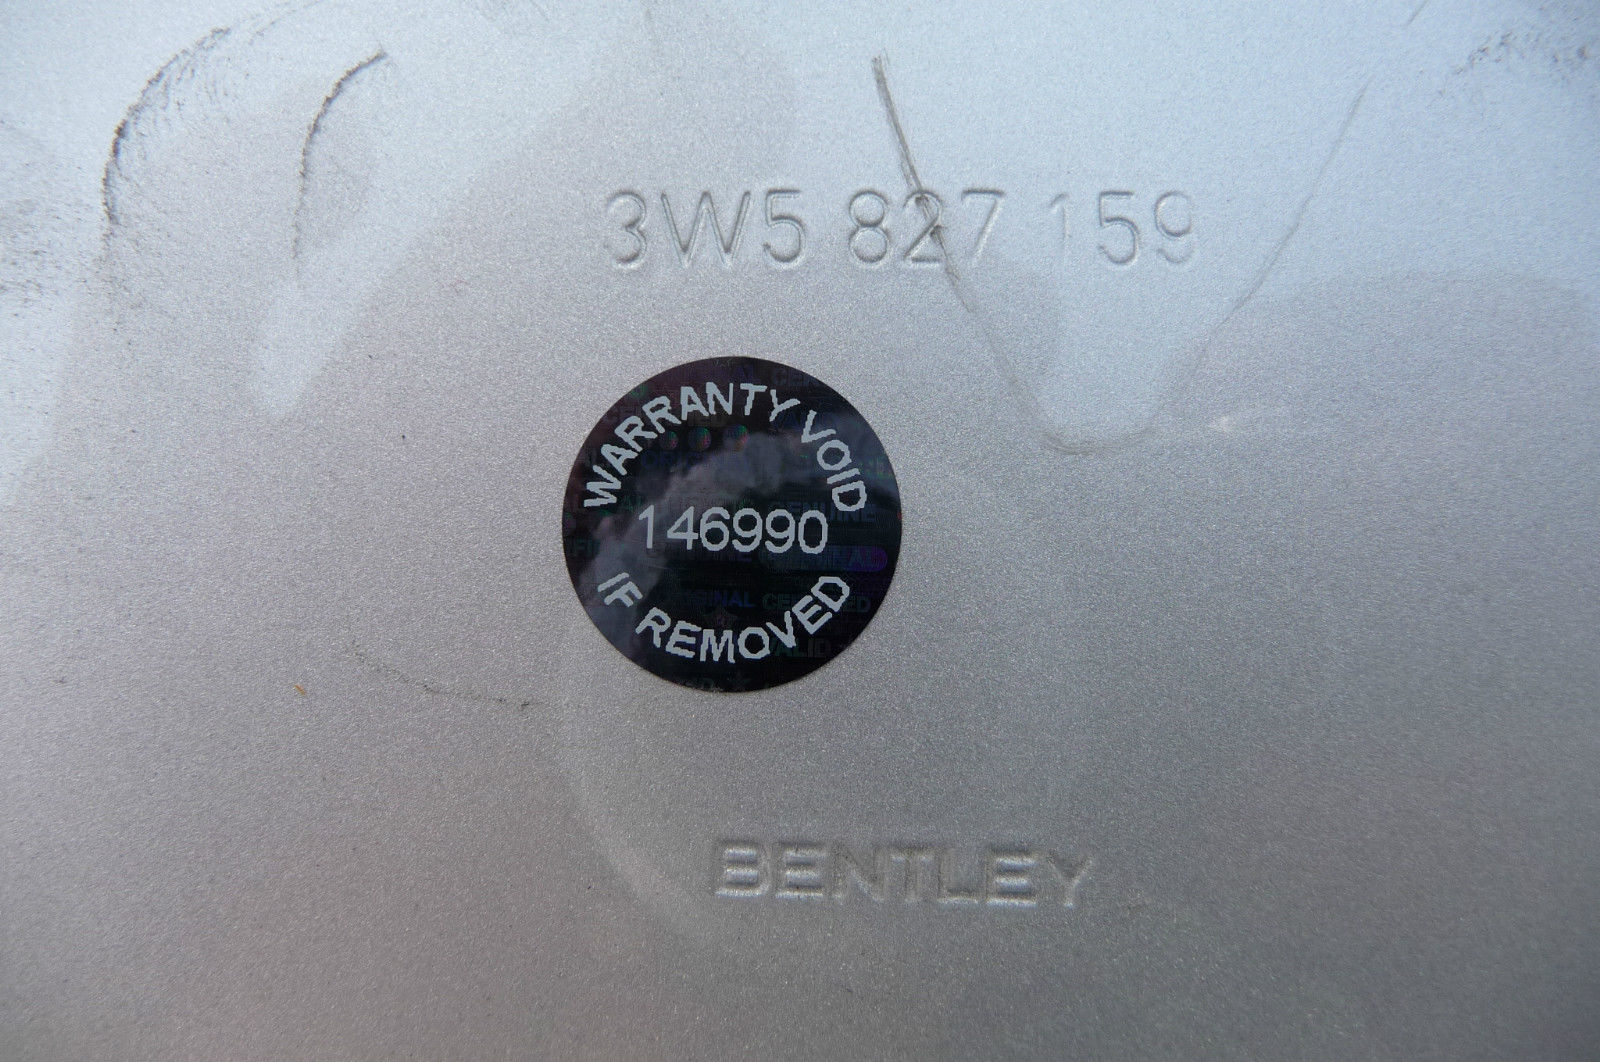 3W5 827 159
WARRANTY VOID
146990
IF REMOVED
BENTLEY